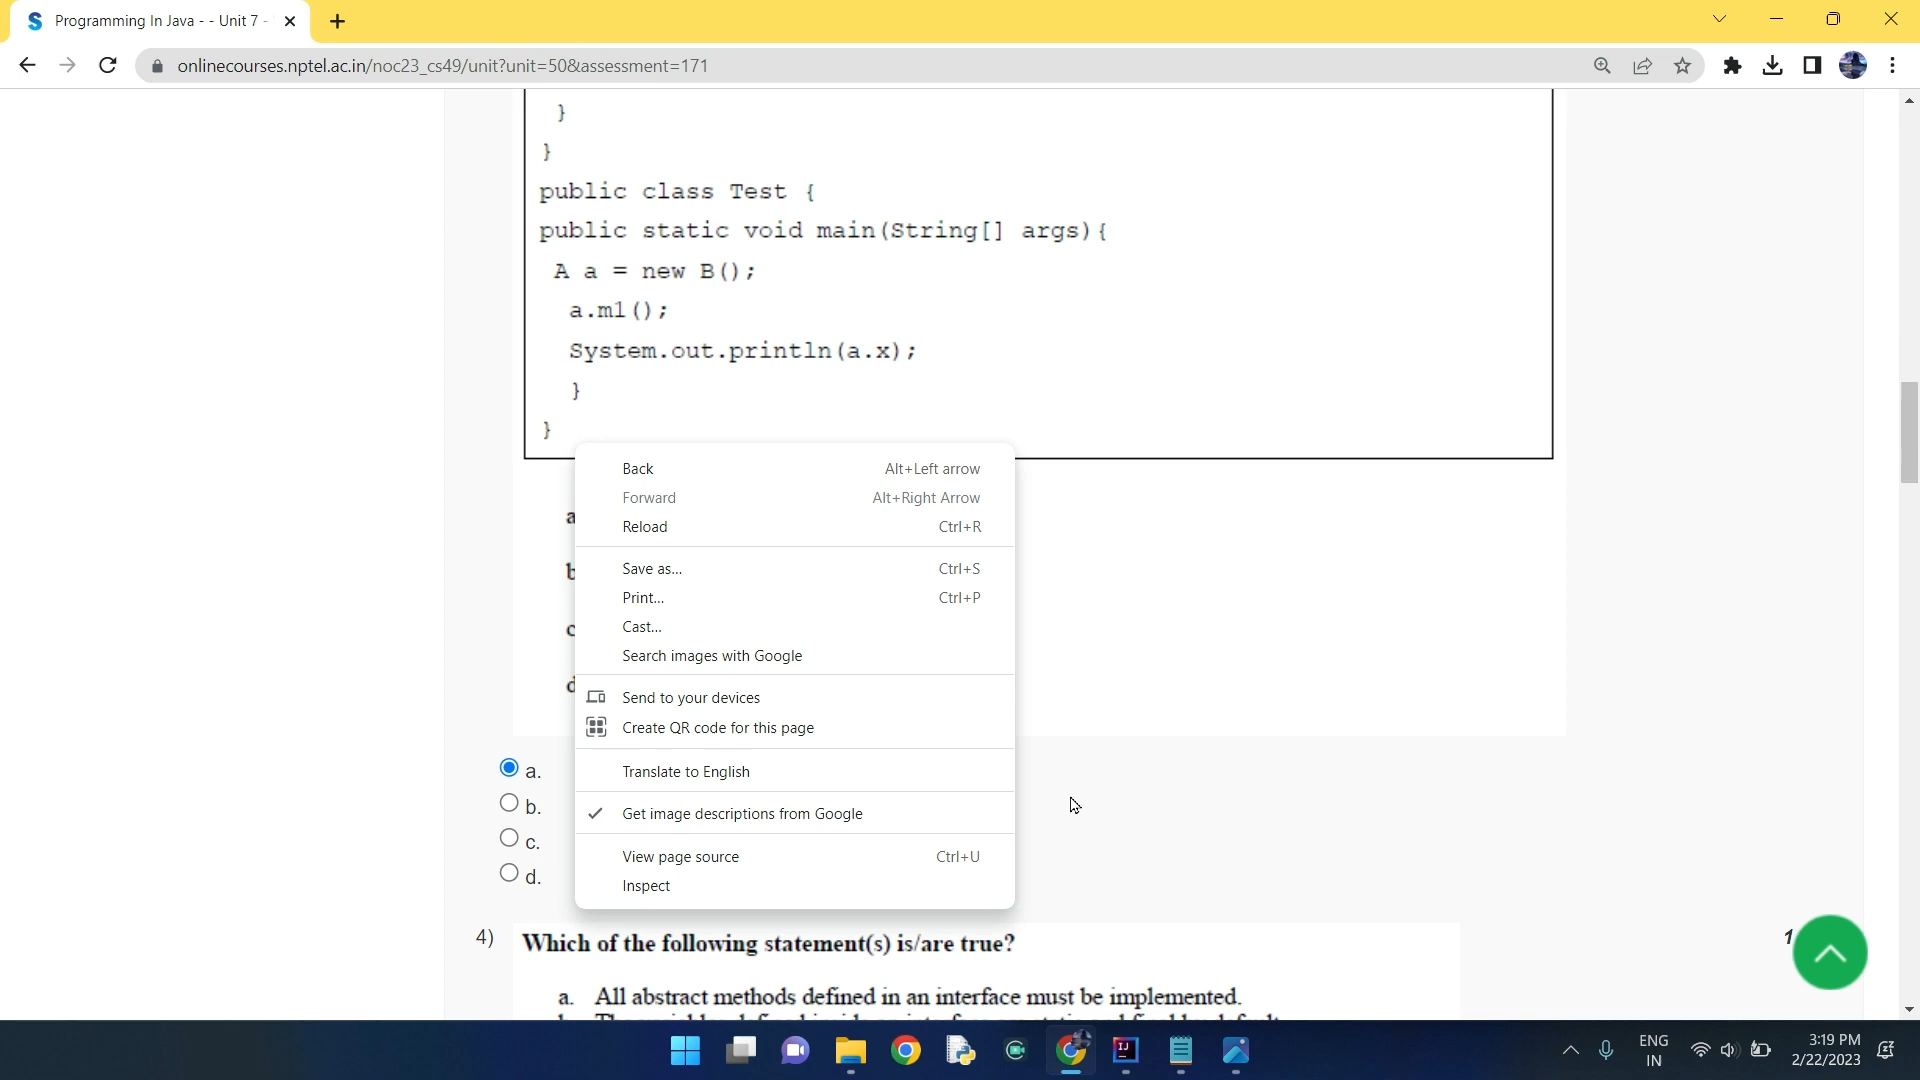 Programming In Java - - Unit 7 -
onlinecourses.nptel.ac.in/noc23_cs49/unit?unit=50&assessment=171
}
}
public class Test {
public static void main(String[] args){
A a = new B();
a.m1();
System.out.println(a.x);
}
}
Back Alt+Left arrow
Forward Alt+Right Arrow
Reload Ctrl+R
Save as... Ctrl+S
Print... Ctrl+P
Cast...
Search images with Google
Send to your devices
Create QR code for this page
Translate to English
Get image descriptions from Google
View page source Ctrl+U
Inspect
a
b
c
d
a.
b.
c.
d.
4) Which of the following statement(s) is/are true? 1
a. All abstract methods defined in an interface must be implemented.
ENG
IN
3:19 PM
2/22/2023